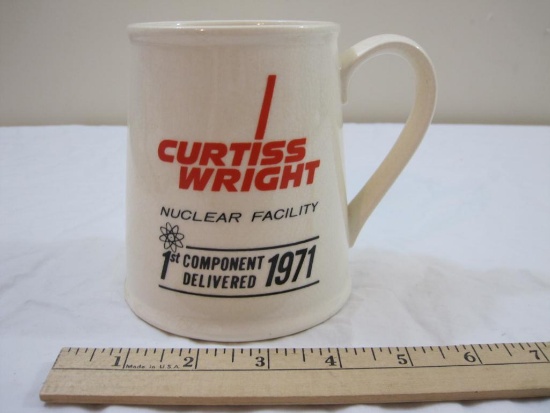 CURTISS
WRIGHT
NUCLEAR FACILITY
1st COMPONENT DELIVERED 1971
1 2 3 4 5 6 7
Made in U.S.A